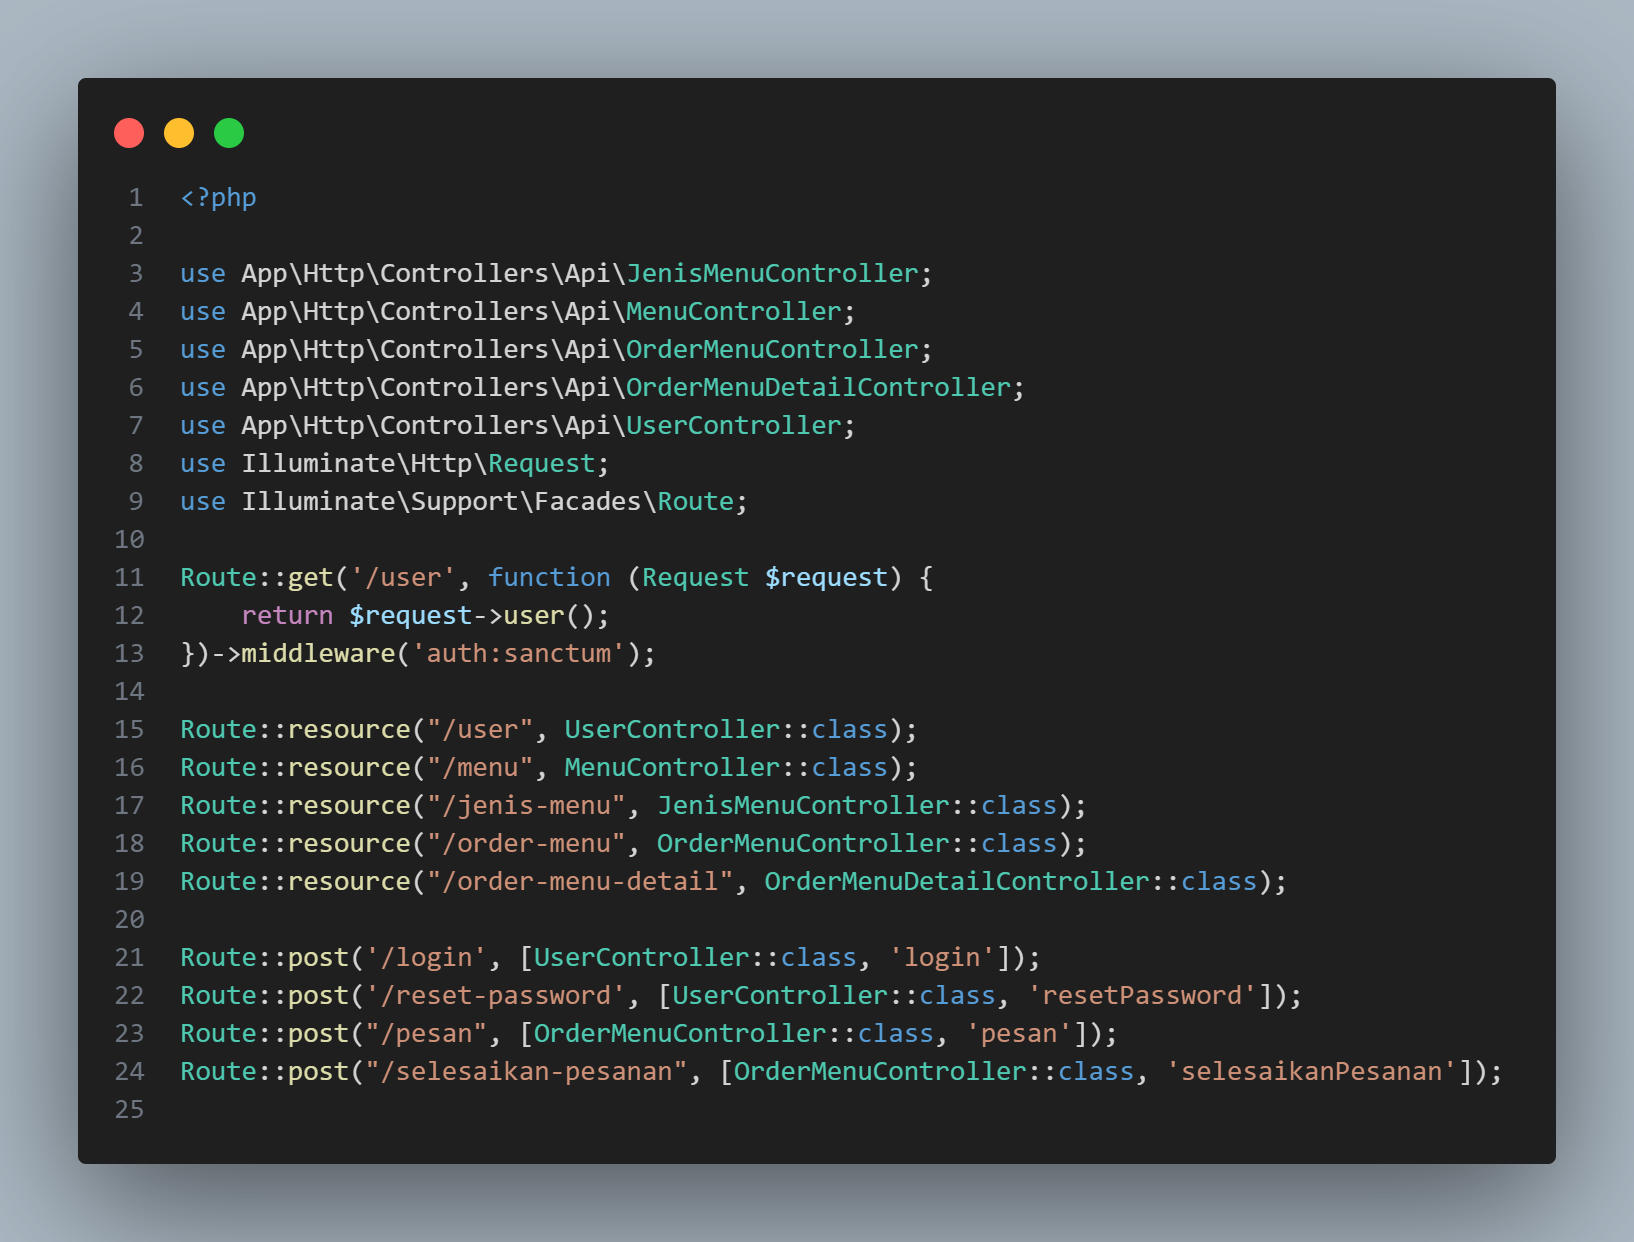 1 <?php
2
3 use App\Http\Controllers\Api\JenisMenuController;
4 use App\Http\Controllers\Api\MenuController;
5 use App\Http\Controllers\Api\OrderMenuController;
6 use App\Http\Controllers\Api\OrderMenuDetailController;
7 use App\Http\Controllers\Api\UserController;
8 use Illuminate\Http\Request;
9 use Illuminate\Support\Facades\Route;
10
11 Route::get('/user', function (Request $request) {
12     return $request->user();
13 })->middleware('auth:sanctum');
14
15 Route::resource("/user", UserController::class);
16 Route::resource("/menu", MenuController::class);
17 Route::resource("/jenis-menu", JenisMenuController::class);
18 Route::resource("/order-menu", OrderMenuController::class);
19 Route::resource("/order-menu-detail", OrderMenuDetailController::class);
20
21 Route::post('/login', [UserController::class, 'login']);
22 Route::post('/reset-password', [UserController::class, 'resetPassword']);
23 Route::post("/pesan", [OrderMenuController::class, 'pesan']);
24 Route::post("/selesaikan-pesanan", [OrderMenuController::class, 'selesaikanPesanan']);
25